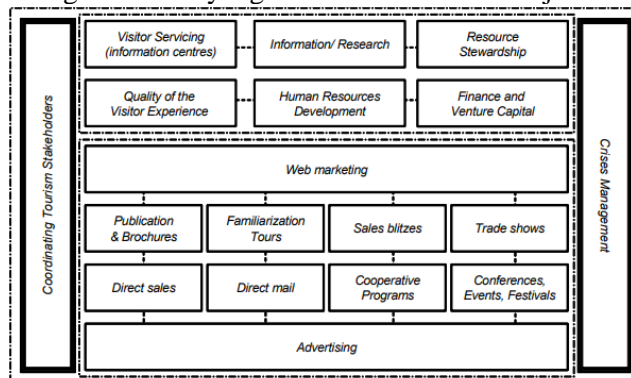 Visitor Servicing
(information centres)
Information/ Research
Resource
Stewardship
Quality of the
Visitor Experience
Human Resources
Development
Finance and
Venture Capital
Coordinating Tourism Stakeholders
Crises Management
Web marketing
Publication
& Brochures
Familiarization
Tours
Sales blitzes
Trade shows
Direct sales
Direct mail
Cooperative
Programs
Conferences,
Events, Festivals
Advertising